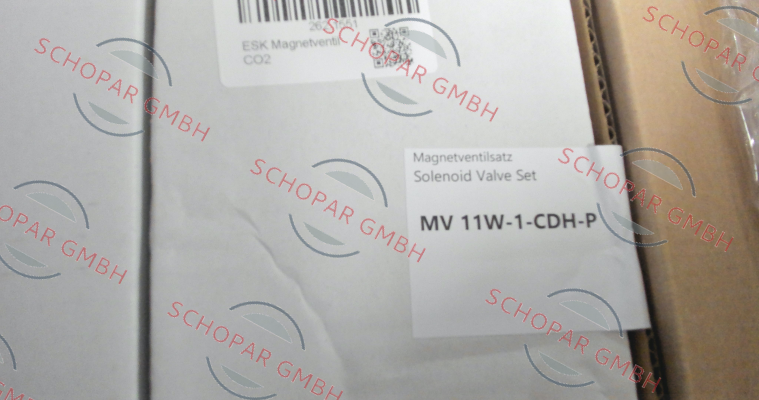 ESK Magnetventil
CO2
Magnetventilsatz
Solenoid Valve Set
MV 11W-1-CDH-P
SCHOPAR GMBH
SCHOPAR GMBH
SCHOPAR GMBH
SCHOPAR GMBH
SCHOPAR GMBH
SCHOPAR GMBH
SCHOPAR GMBH
SCHOPAR GMBH